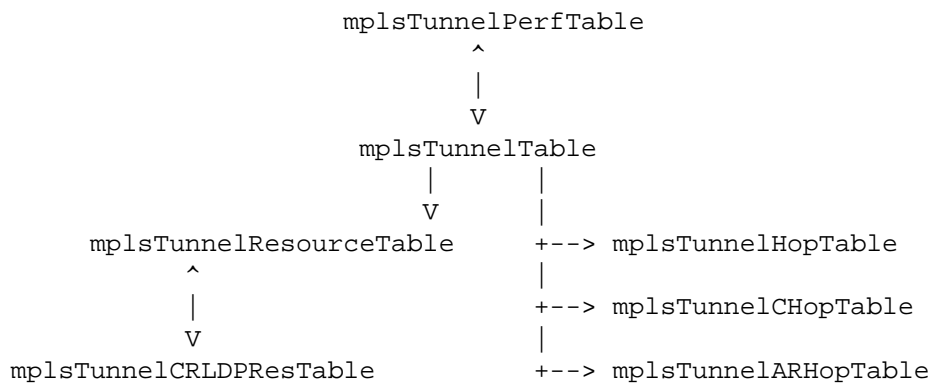 mplsTunnelPerfTable
^
|
V
mplsTunnelTable
| |
V |
mplsTunnelResourceTable +--> mplsTunnelHopTable
^ |
| +--> mplsTunnelCHopTable
V |
mplsTunnelCRLDPResTable +--> mplsTunnelARHopTable